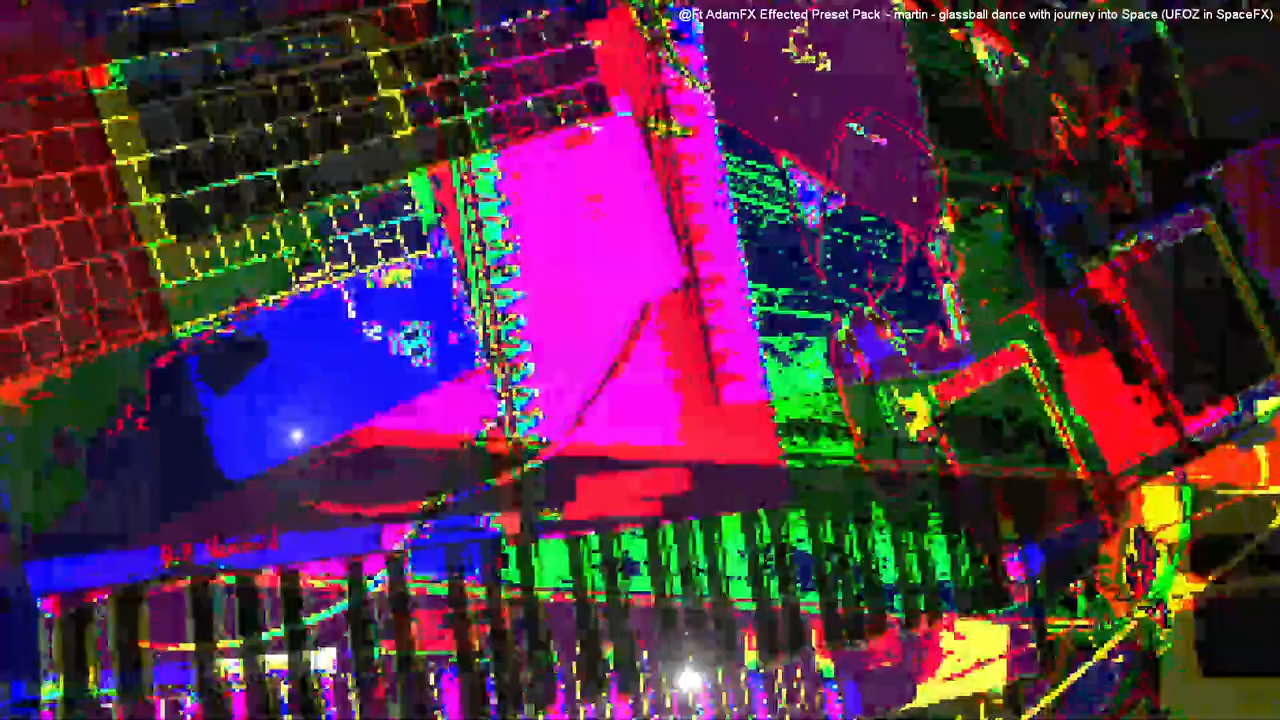 @Ft AdamFX Effected Preset Pack - martin - glassball dance with journey into Space (UFOZ in SpaceFX)